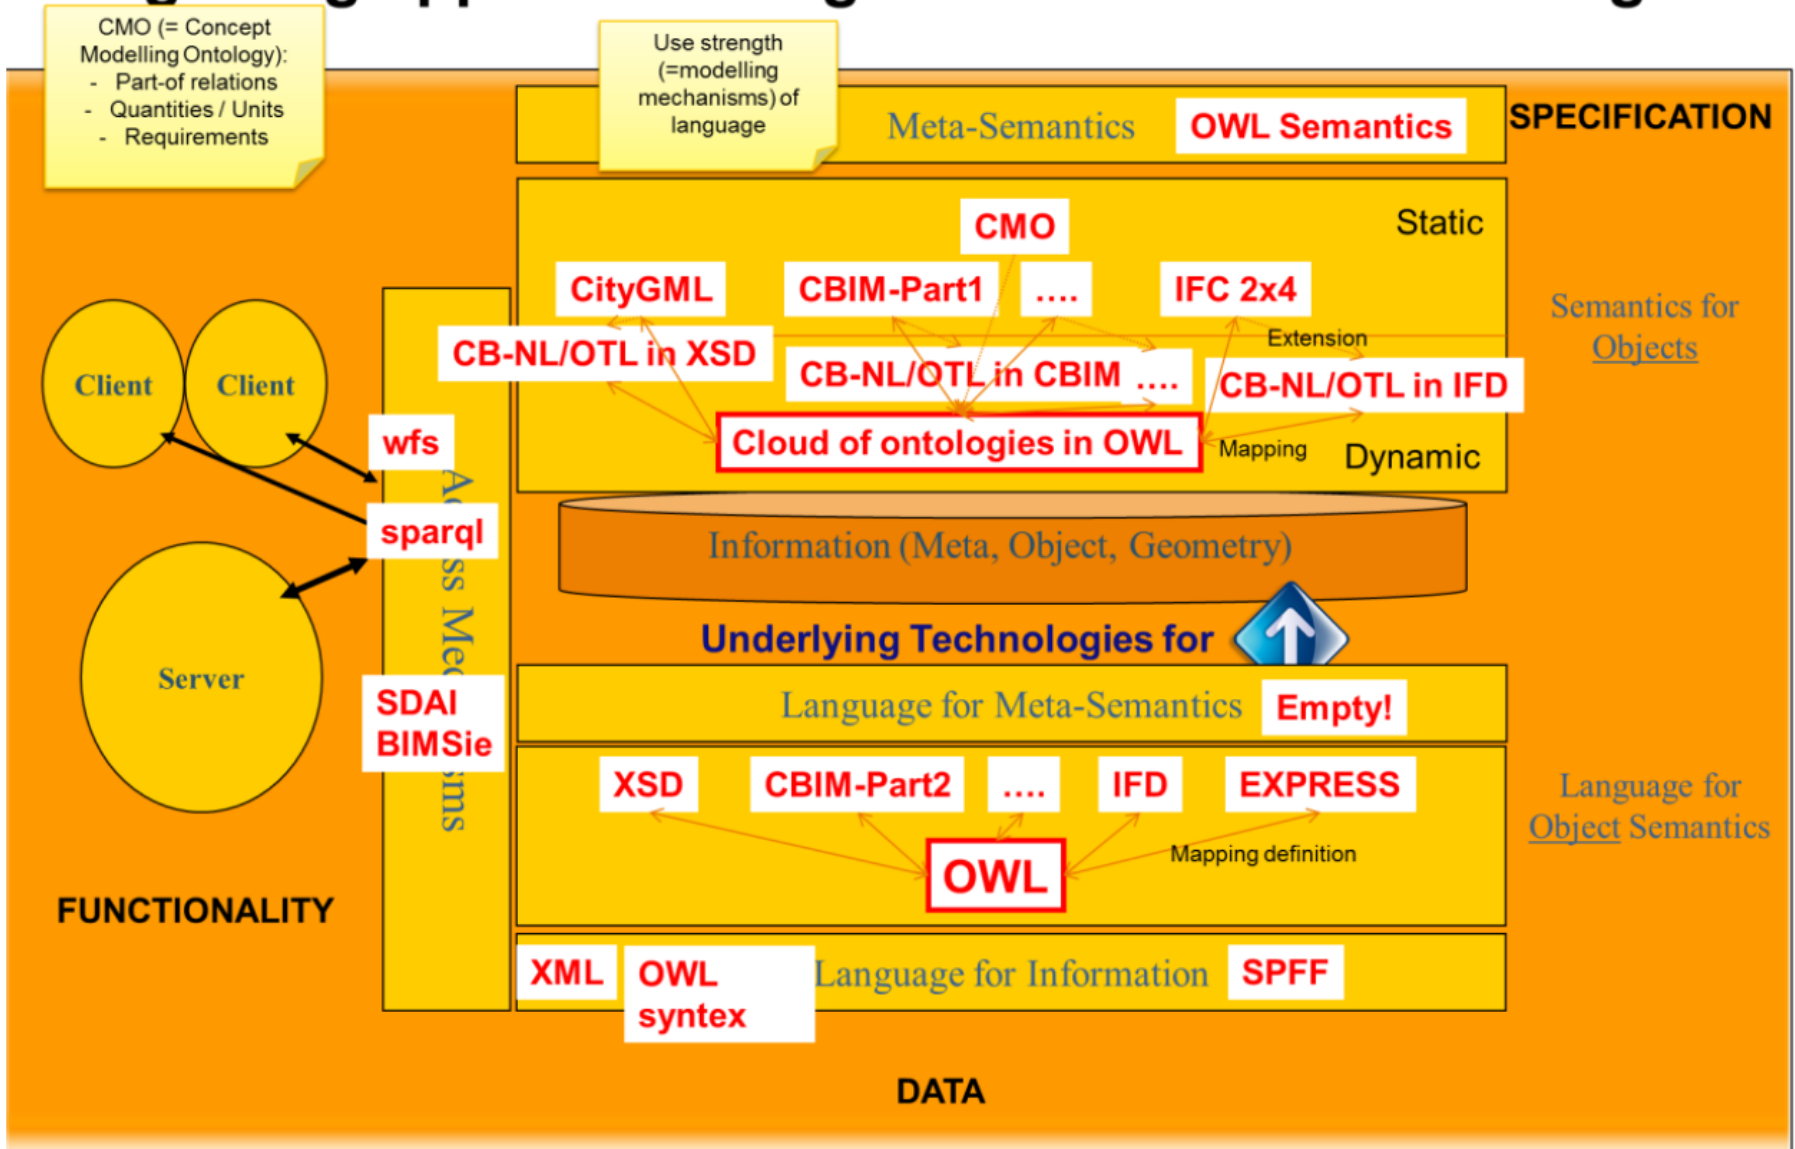 CMO (= Concept
Modelling Ontology):
- Part-of relations
- Quantities / Units
- Requirements
Use strength
(=modelling
mechanisms) of
language
Meta-Semantics
OWL Semantics
SPECIFICATION
Static
CMO
CityGML
CBIM-Part1
....
IFC 2x4
Semantics for
Objects
Extension
CB-NL/OTL in XSD
CB-NL/OTL in CBIM
....
CB-NL/OTL in IFD
Cloud of ontologies in OWL
Mapping
Dynamic
Client
Client
wfs
sparql
Server
SDAI
BIMSie
Information (Meta, Object, Geometry)
Underlying Technologies for
Language for Meta-Semantics
Empty!
XSD
CBIM-Part2
....
IFD
EXPRESS
Language for
Object Semantics
OWL
Mapping definition
FUNCTIONALITY
XML
OWL
syntex
Language for Information
SPFF
DATA